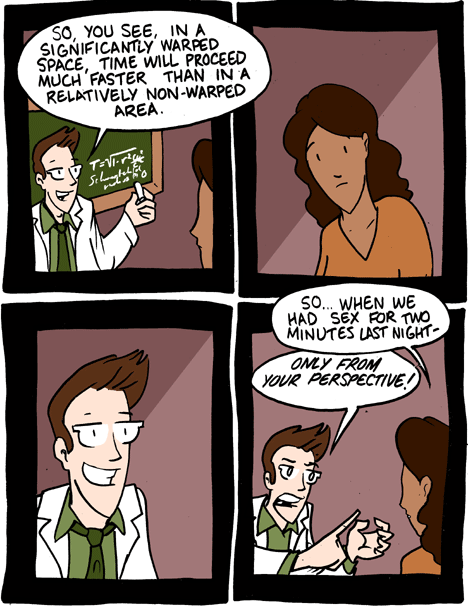 SO, YOU SEE, IN A
SIGNIFICANTLY WARPED
SPACE, TIME WILL PROCEED
MUCH FASTER THAN IN A
RELATIVELY NON-WARPED
AREA.
SO... WHEN WE
HAD SEX FOR TWO
MINUTES LAST NIGHT-
ONLY FROM
YOUR PERSPECTIVE!